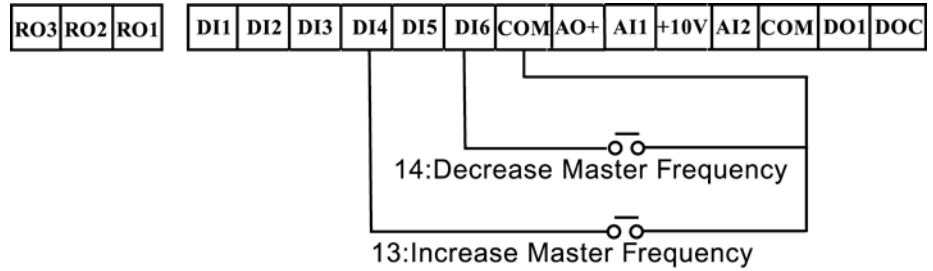 RO3 RO2 RO1 DI1 DI2 DI3 DI4 DI5 DI6 COM AO+ AI1 +10V AI2 COM DO1 DOC
14:Decrease Master Frequency
13:Increase Master Frequency